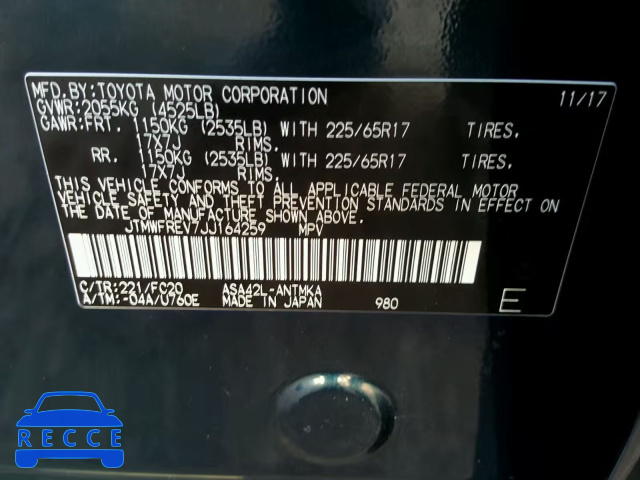 MFD.BY:TOYOTA MOTOR CORPORATION 11/17
GVWR:2055KG (4525LB)
GAWR:FRT. 1150KG (2535LB) WITH 225/65R17 TIRES.
17X7J RIMS.
RR. 1150KG (2535LB) WITH 225/65R17 TIRES.
17X7J RIMS.
THIS VEHICLE CONFORMS TO ALL APPLICABLE FEDERAL MOTOR
VEHICLE SAFETY AND THEFT PREVENTION STANDARDS IN EFFECT ON
THE DATE OF MANUFACTURE SHOWN ABOVE.
JTMWFREV7JJ164259 MPV
C/TR:221/FC20 ASA42L-ANTMKA
A/TM:-04A/U760E MADE IN JAPAN 980 E
RECCE